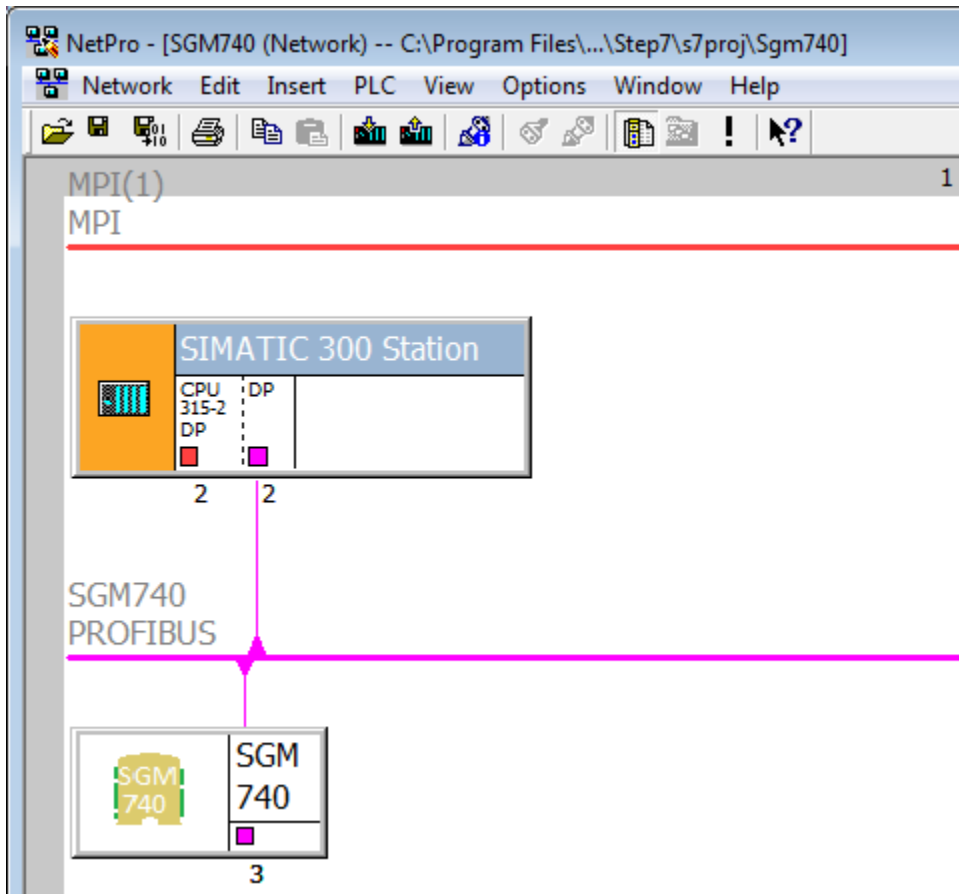 NetPro - [SGM740 (Network) -- C:\Program Files\...\Step7\s7proj\Sgm740]
Network Edit Insert PLC View Options Window Help
MPI(1)
1
MPI
SIMATIC 300 Station
CPU
315-2
DP
DP
2
2
SGM740
PROFIBUS
SGM
740
SGM
740
3